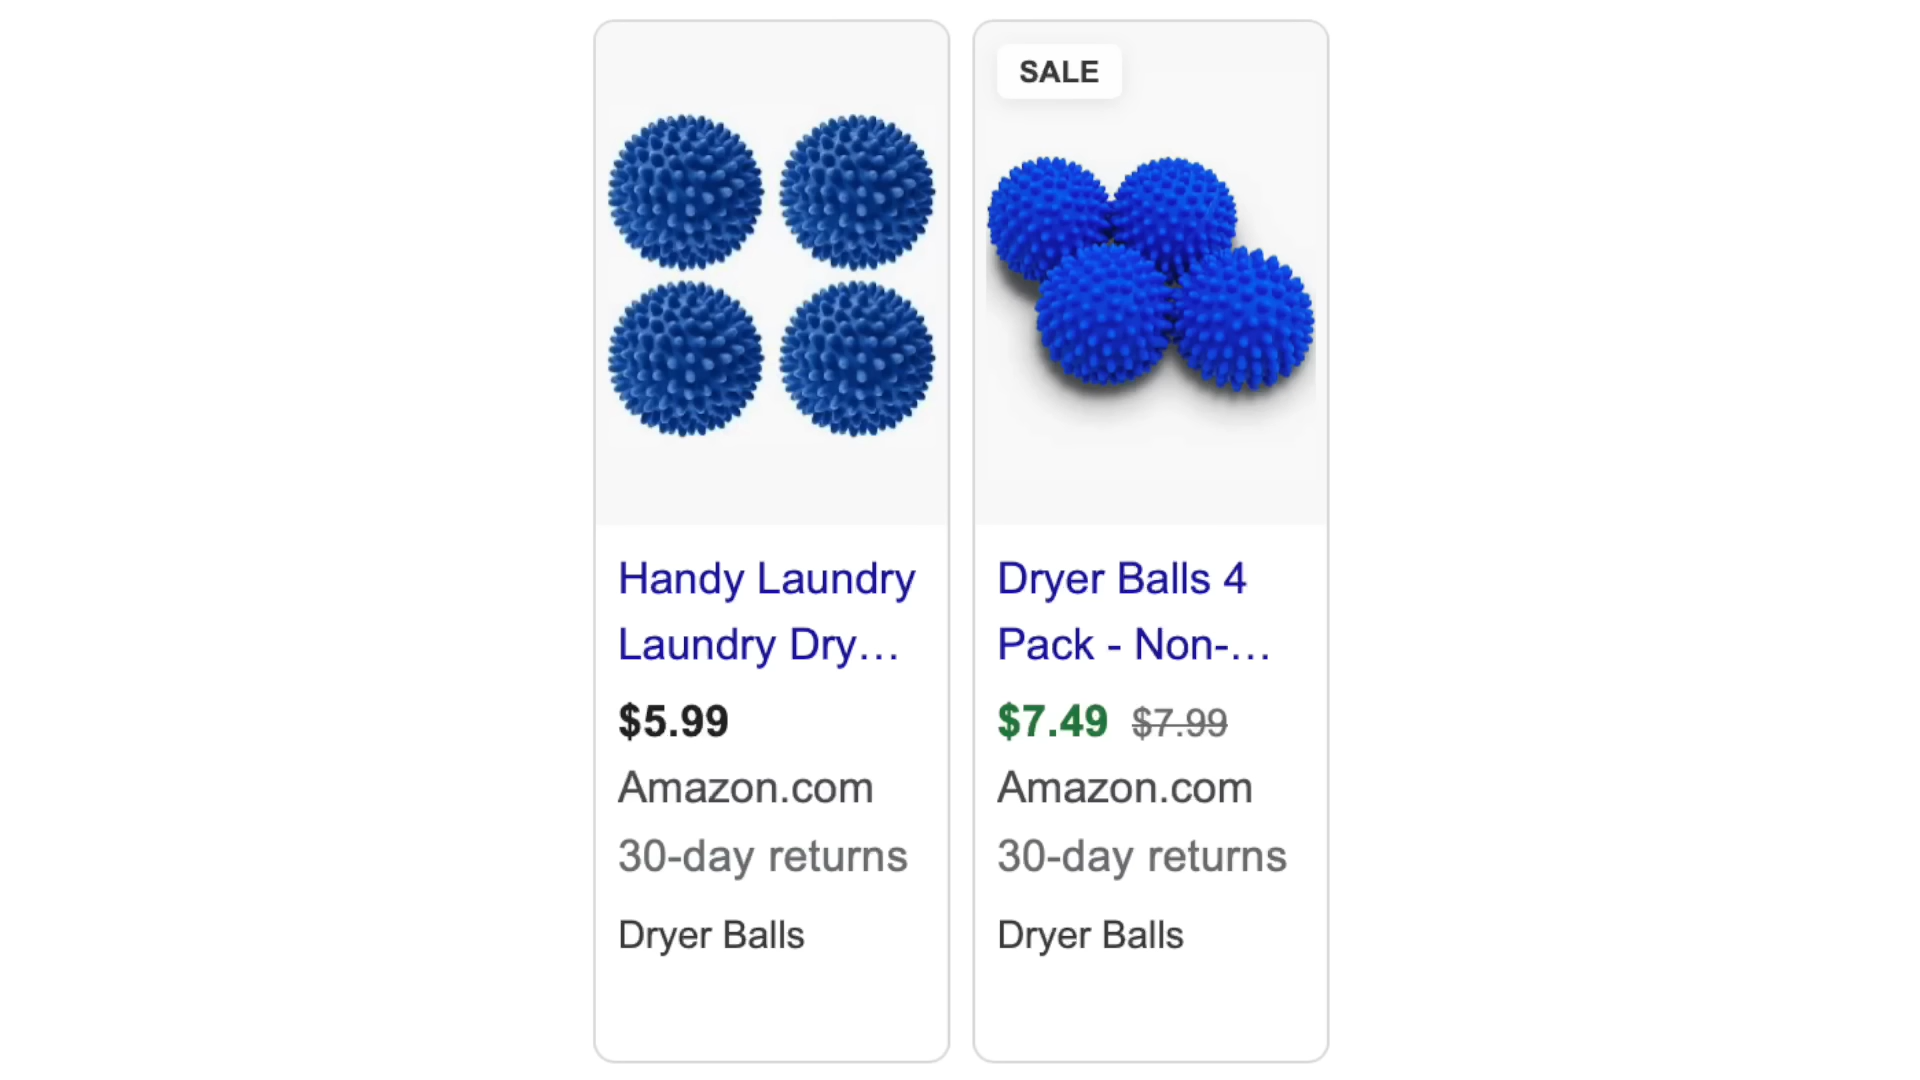 Handy Laundry
Laundry Dry…
$5.99
Amazon.com
30-day returns
Dryer Balls
SALE
Dryer Balls 4
Pack - Non-…
$7.49 $7.99
Amazon.com
30-day returns
Dryer Balls